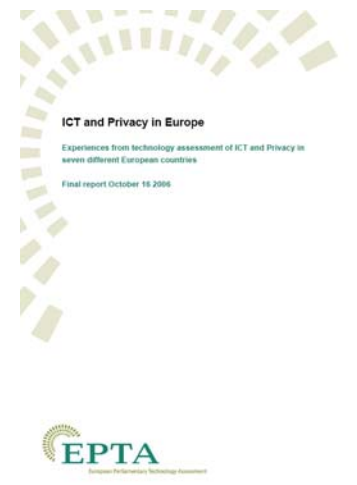 ICT and Privacy in Europe
Experiences from technology assessment of ICT and Privacy in
seven different European countries
Final report October 16 2006
EPTA
European Parliamentary Technology Assessment